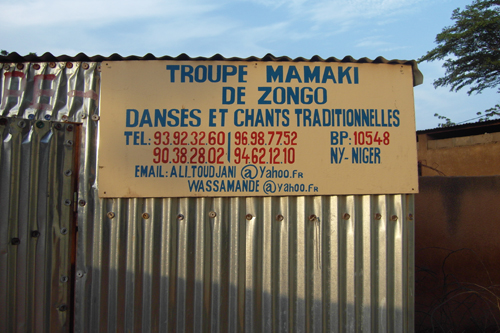 TROUPE MAMAKI
DE ZONGO
DANSES ET CHANTS TRADITIONNELLES
TEL: 93.92.32.60 | 96.98.77.52 BP: 10548
90.38.28.02 | 94.62.12.10 NY-NIGER
EMAIL: ALI.TOUDJANI @Yahoo.FR
WASSAMANDE @Yahoo.FR